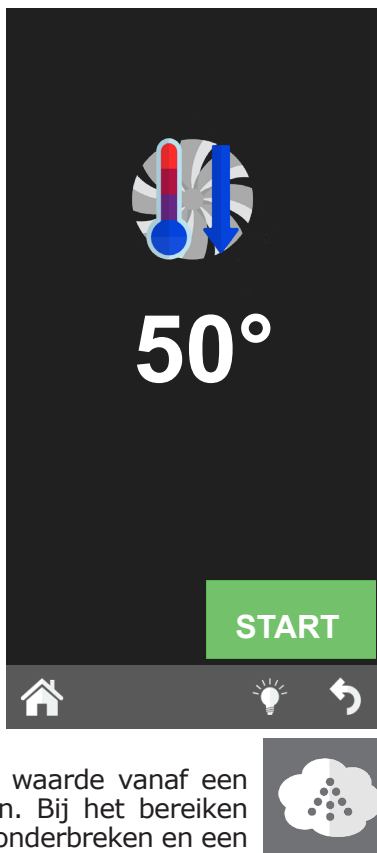 50°
START
waarde vanaf een
n. Bij het bereiken
onderbreken en een